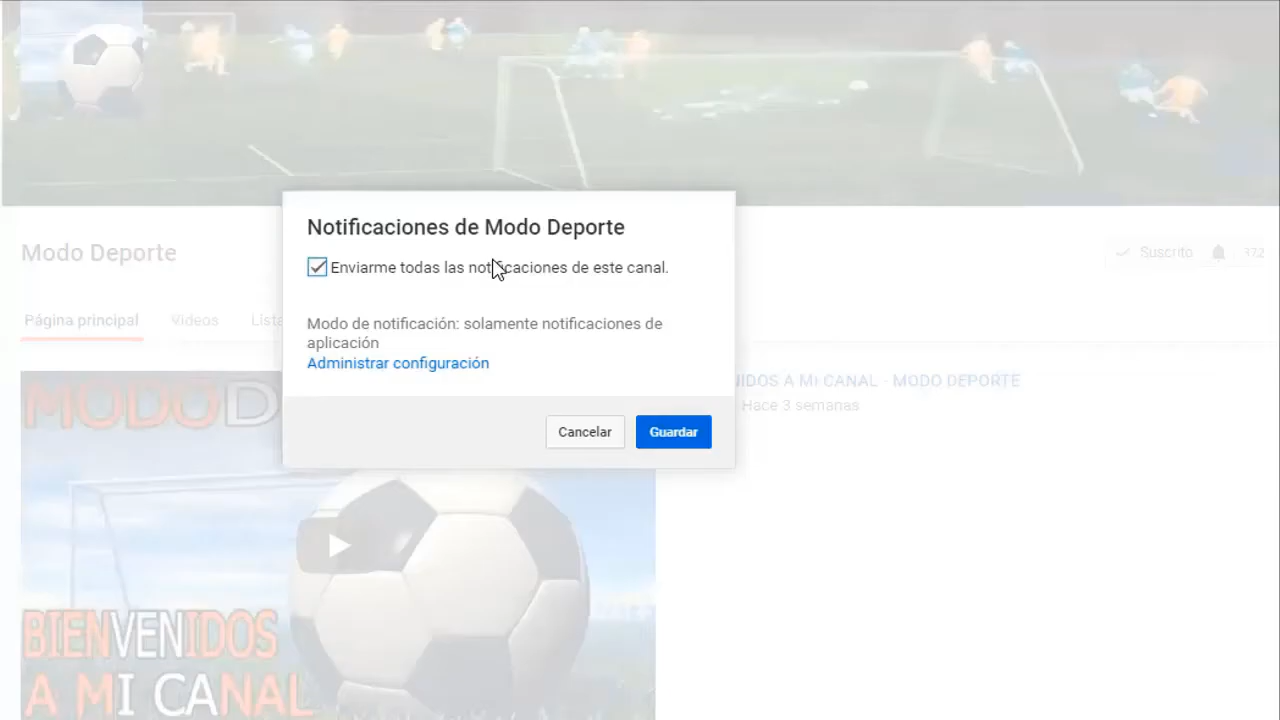 Notificaciones de Modo Deporte
Enviarme todas las notificaciones de este canal.
Modo de notificación: solamente notificaciones de
aplicación
Administrar configuración
Cancelar
Guardar
Modo Deporte
Suscrito
372
Página principal
Videos
MODO
BIENVENIDOS
A MI CANAL
A MI CANAL - MODO DEPORTE
Hace 3 semanas